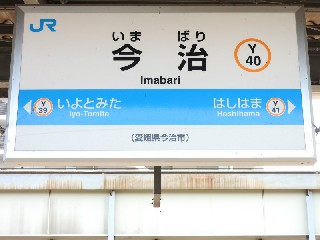 JR
いま ばり
今治
Imabari
Y
40
Y
39
いよとみた
Iyo-Tomita
はしはま
Hashihama
Y
41
(愛媛県今治市)